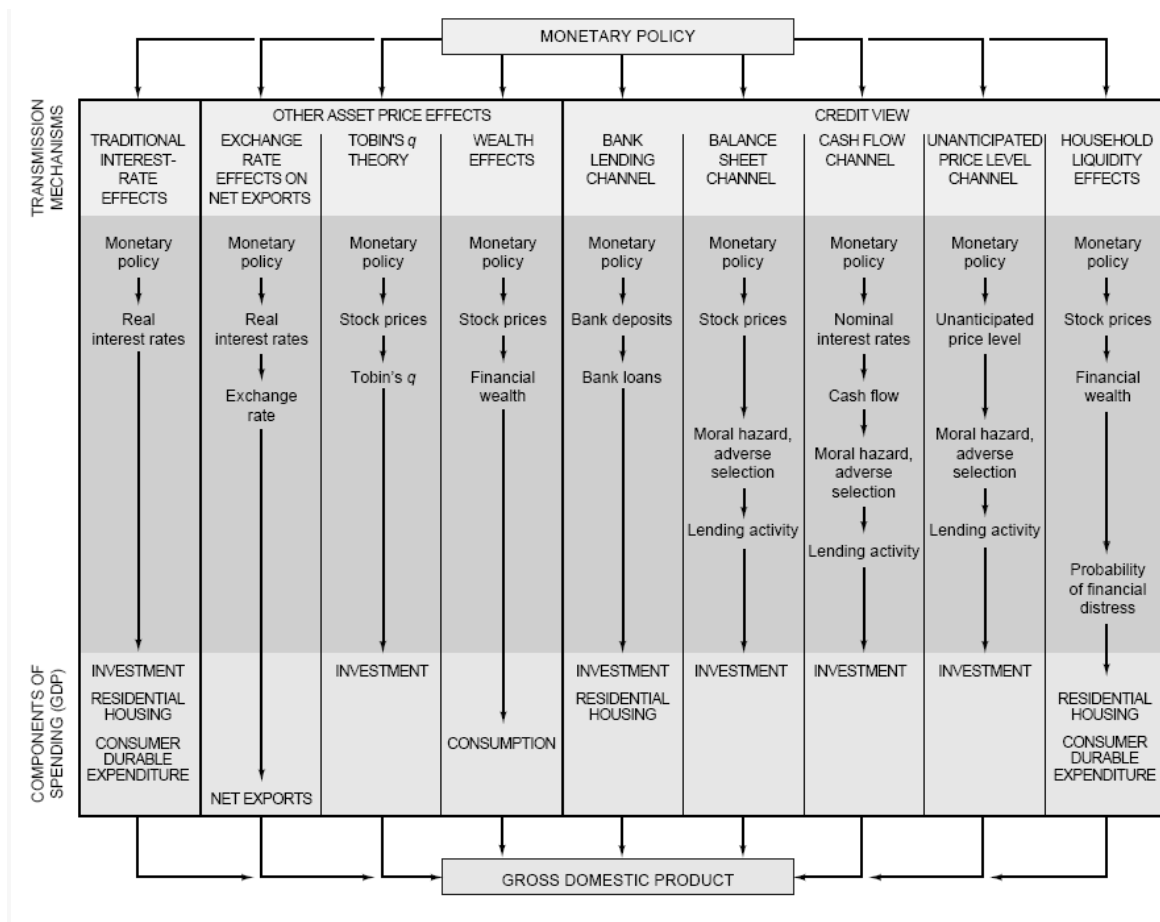 MONETARY POLICY
TRANSMISSION
MECHANISMS
TRADITIONAL
INTEREST-
RATE
EFFECTS
OTHER ASSET PRICE EFFECTS
EXCHANGE
RATE
EFFECTS ON
NET EXPORTS
TOBIN'S q
THEORY
WEALTH
EFFECTS
CREDIT VIEW
BANK
LENDING
CHANNEL
BALANCE
SHEET
CHANNEL
CASH FLOW
CHANNEL
UNANTICIPATED
PRICE LEVEL
CHANNEL
HOUSEHOLD
LIQUIDITY
EFFECTS
Monetary
policy
Real
interest rates
Monetary
policy
Real
interest rates
Exchange
rate
Monetary
policy
Stock prices
Tobin's q
Monetary
policy
Stock prices
Financial
wealth
Monetary
policy
Bank deposits
Bank loans
Monetary
policy
Stock prices
Moral hazard,
adverse
selection
Lending activity
Monetary
policy
Nominal
interest rates
Cash flow
Moral hazard,
adverse
selection
Lending activity
Monetary
policy
Unanticipated
price level
Moral hazard,
adverse
selection
Lending activity
Monetary
policy
Stock prices
Financial
wealth
Probability
of financial
distress
COMPONENTS OF
SPENDING (GDP)
INVESTMENT
RESIDENTIAL
HOUSING
CONSUMER
DURABLE
EXPENDITURE
NET EXPORTS
INVESTMENT
CONSUMPTION
INVESTMENT
RESIDENTIAL
HOUSING
INVESTMENT
INVESTMENT
INVESTMENT
RESIDENTIAL
HOUSING
CONSUMER
DURABLE
EXPENDITURE
GROSS DOMESTIC PRODUCT